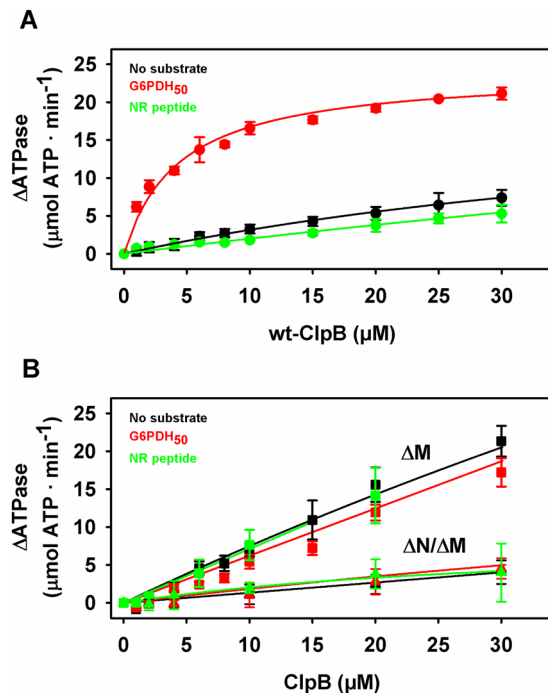 A
No substrate
G6PDH50
NR peptide
ΔATPase
(μmol ATP · min⁻¹)
25
20
15
10
5
0
0 5 10 15 20 25 30
wt-ClpB (μM)
B
No substrate
G6PDH50
NR peptide
ΔM
ΔN/ΔM
ΔATPase
(μmol ATP · min⁻¹)
25
20
15
10
5
0
0 5 10 15 20 25 30
ClpB (μM)